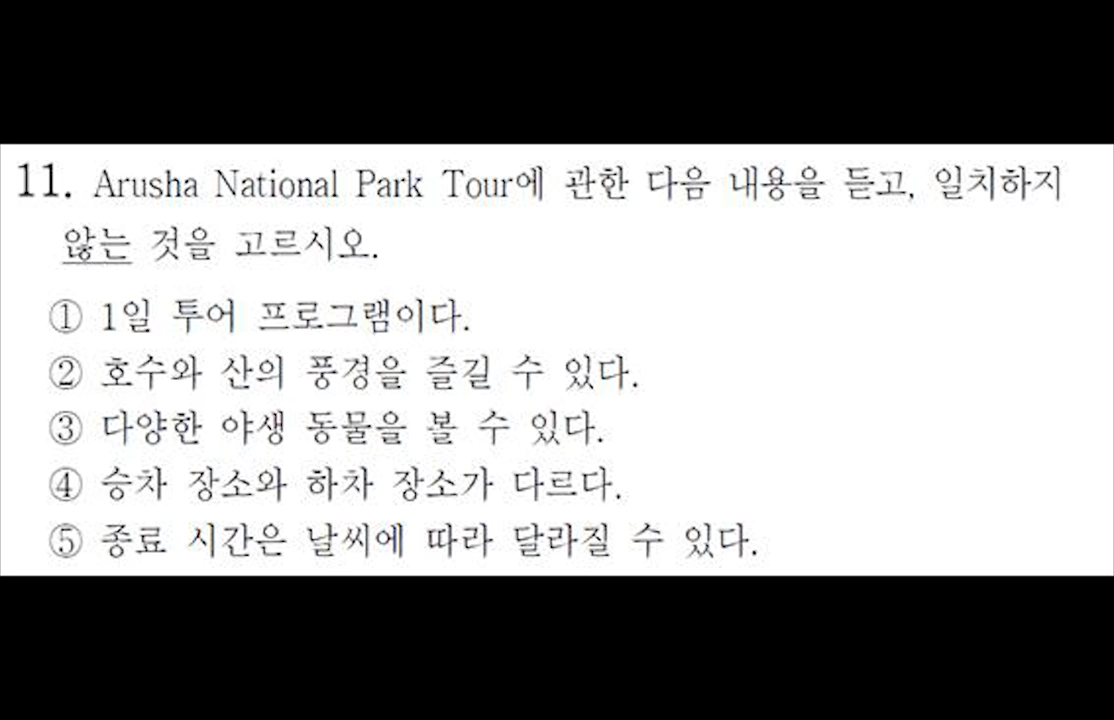 11. Arusha National Park Tour에 관한 다음 내용을 듣고, 일치하지
않는 것을 고르시오.
① 1일 투어 프로그램이다.
② 호수와 산의 풍경을 즐길 수 있다.
③ 다양한 야생 동물을 볼 수 있다.
④ 승차 장소와 하차 장소가 다르다.
⑤ 종료 시간은 날씨에 따라 달라질 수 있다.